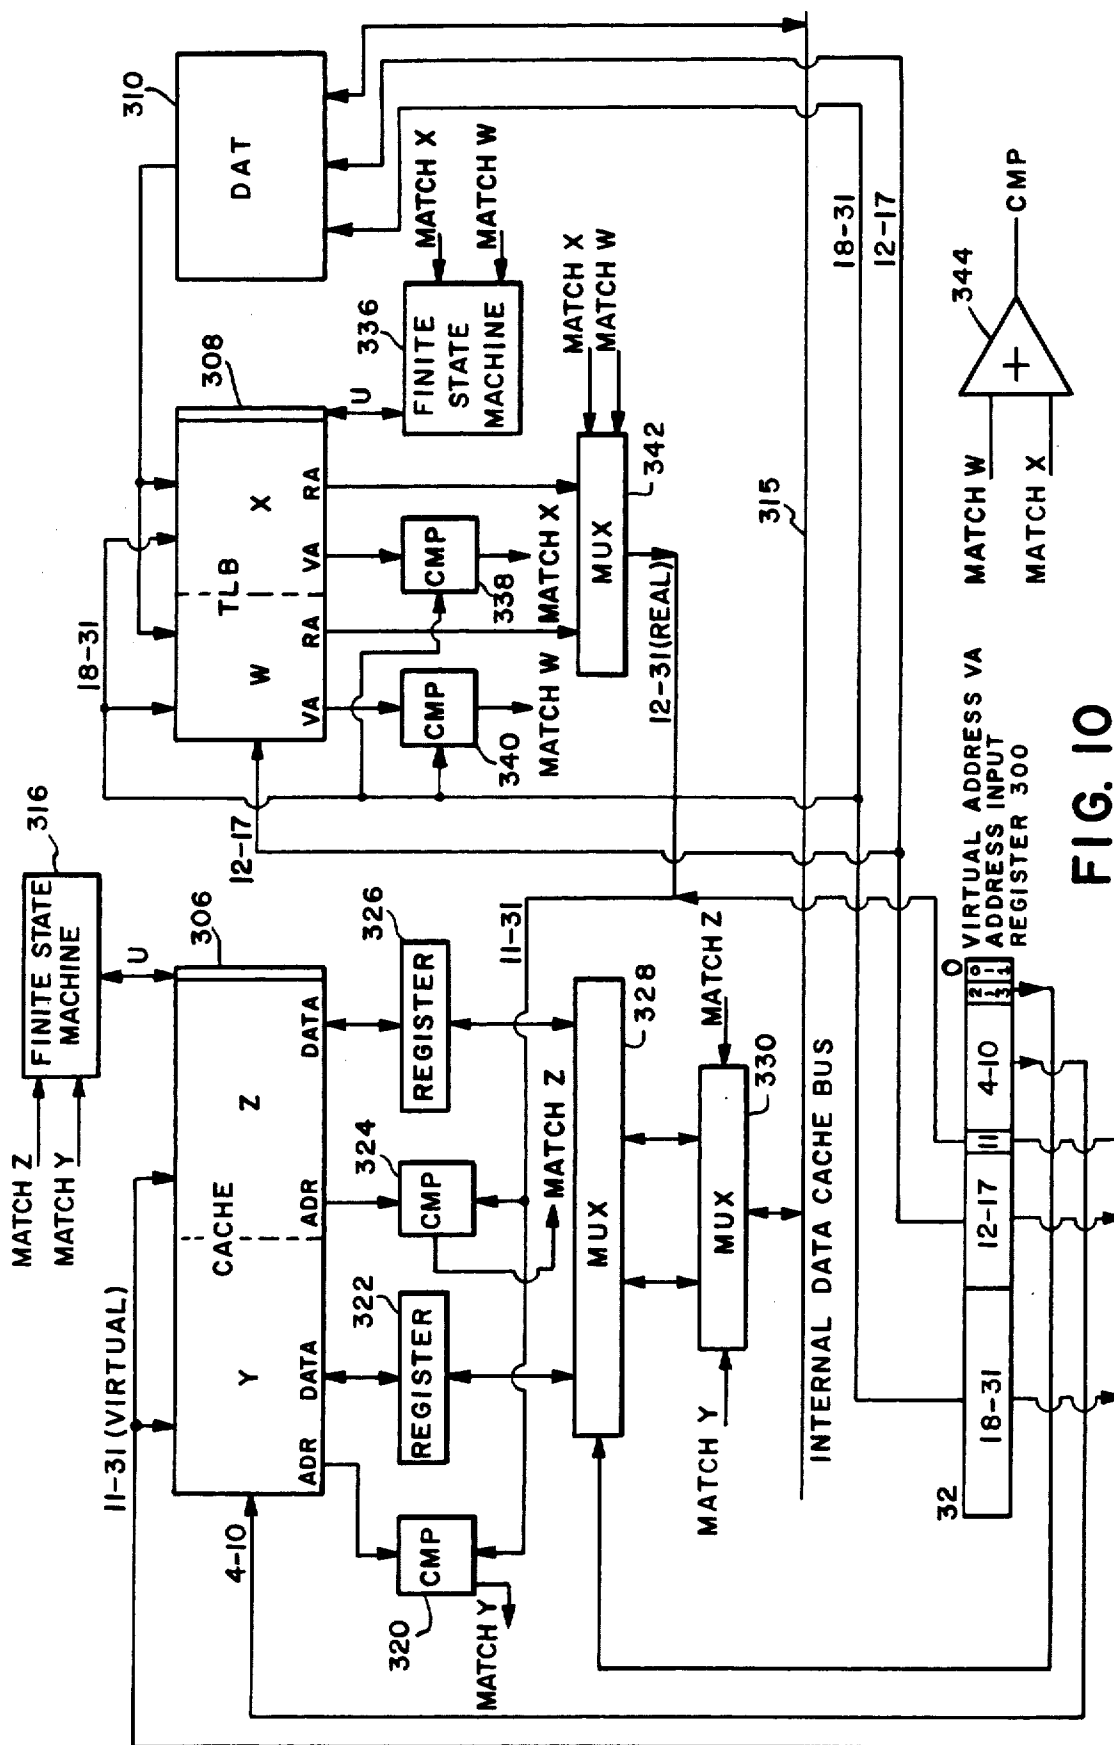 MATCH Z
MATCH Y
FINITE STATE
MACHINE
316
U
11-31 (VIRTUAL)
4-10
306
CACHE
Y
Z
ADR
DATA
ADR
DATA
CMP
320
MATCH Y
REGISTER
322
CMP
324
MATCH Z
REGISTER
326
11-31
MUX
328
MATCH Y
MUX
330
MATCH Z
INTERNAL DATA CACHE BUS
315
18-31
12-17
308
TLB
W
X
VA
RA
VA
RA
U
FINITE
STATE
MACHINE
336
MATCH X
MATCH W
CMP
340
MATCH W
CMP
338
MATCH X
MUX
342
MATCH X
MATCH W
12-31(REAL)
DAT
310
18-31
12-17
32
18-31
12-17
11
4-10
2-3
0-1
0
VIRTUAL ADDRESS VA
ADDRESS INPUT
REGISTER 300
MATCH W
MATCH X
+
344
CMP
FIG. 10